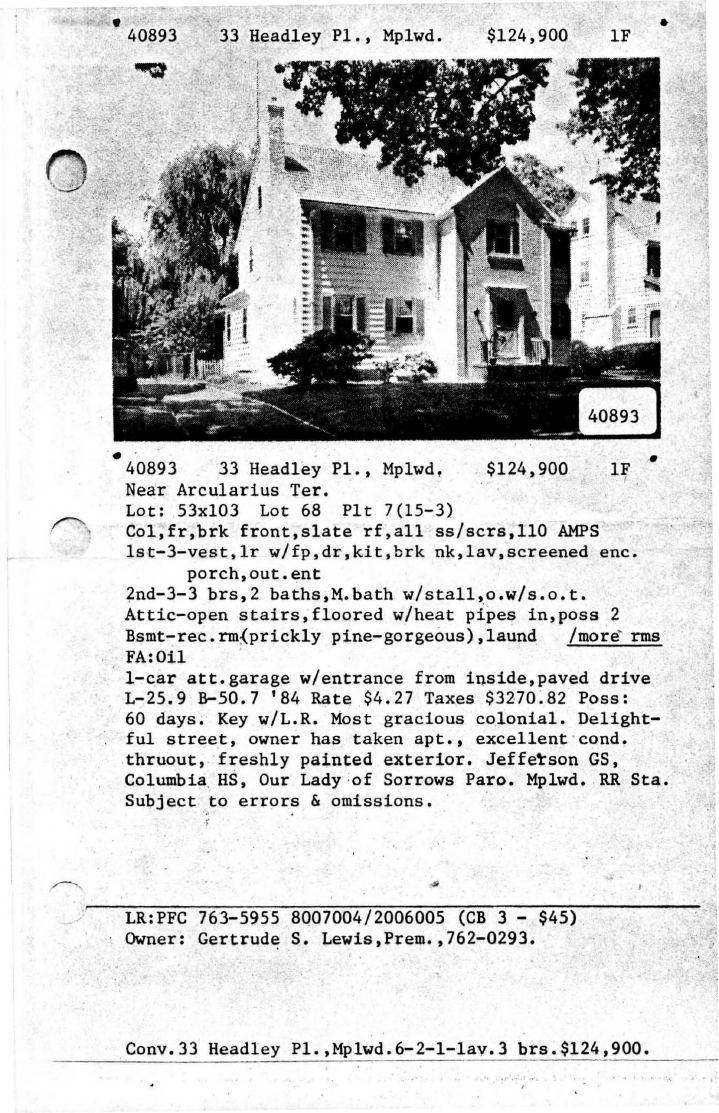 40893 33 Headley Pl., Mplwd. $124,900 1F
40893
40893 33 Headley Pl., Mplwd. $124,900 1F
Near Arcularius Ter.
Lot: 53x103 Lot 68 Plt 7(15-3)
Col,fr,brk front,slate rf,all ss/scrs,110 AMPS
1st-3-vest,lr w/fp,dr,kit,brk nk,lav,screened enc.
porch,out.ent
2nd-3-3 brs,2 baths,M.bath w/stall,o.w/s.o.t.
Attic-open stairs,floored w/heat pipes in,poss 2
Bsmt-rec.rm(prickly pine-gorgeous),laund /more rms
FA:Oil
1-car att.garage w/entrance from inside,paved drive
L-25.9 B-50.7 '84 Rate $4.27 Taxes $3270.82 Poss:
60 days. Key w/L.R. Most gracious colonial. Delight-
ful street, owner has taken apt., excellent cond.
thruout, freshly painted exterior. Jefferson GS,
Columbia HS, Our Lady of Sorrows Paro. Mplwd. RR Sta.
Subject to errors & omissions.
LR:PFC 763-5955 8007004/2006005 (CB 3 - $45)
Owner: Gertrude S. Lewis,Prem.,762-0293.
Conv.33 Headley Pl.,Mplwd.6-2-1-lav.3 brs.$124,900.